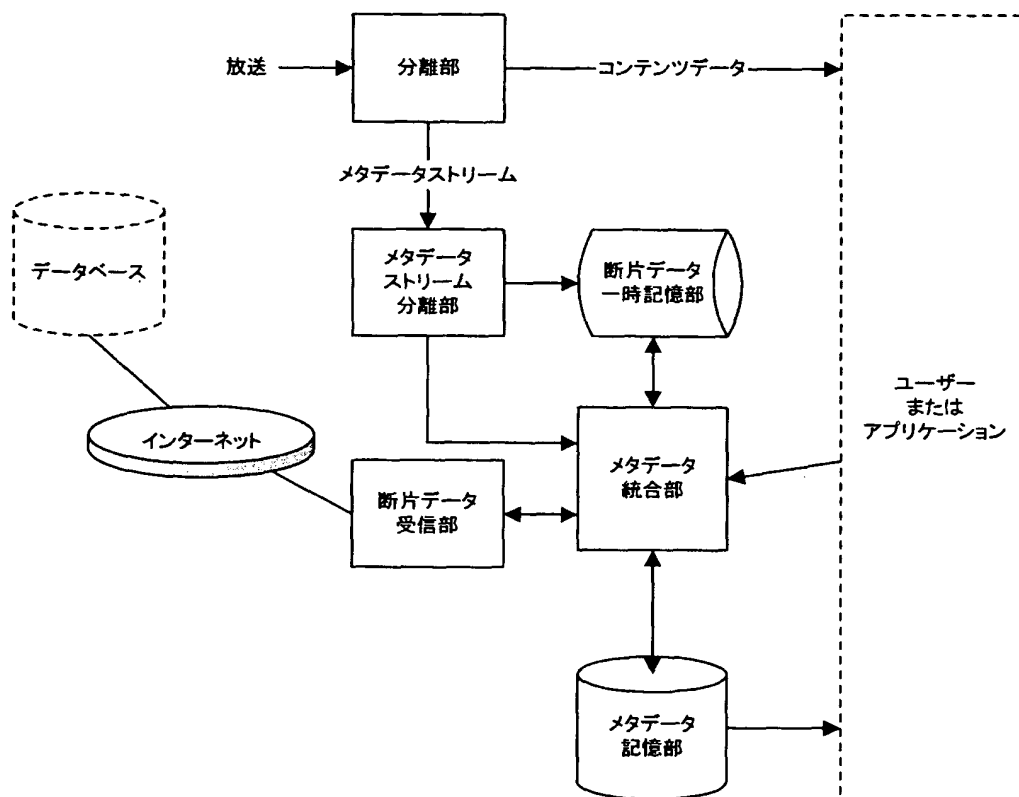 放送
分離部
コンテンツデータ
メタデータストリーム
データベース
メタデータ
ストリーム
分離部
断片データ
一時記憶部
ユーザー
または
アプリケーション
インターネット
メタデータ
統合部
断片データ
受信部
メタデータ
記憶部